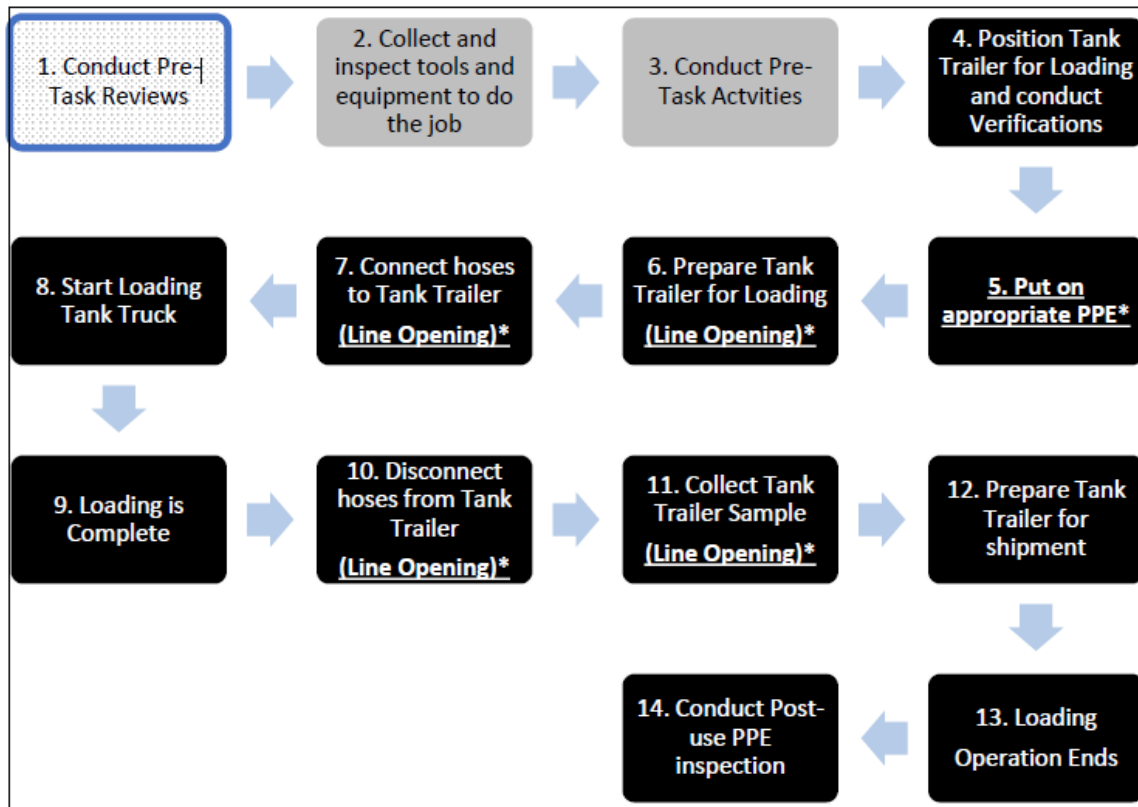 1. Conduct Pre-
Task Reviews
2. Collect and
inspect tools and
equipment to do
the job
3. Conduct Pre-
Task Actvities
4. Position Tank
Trailer for Loading
and conduct
Verifications
5. Put on
appropriate PPE*
6. Prepare Tank
Trailer for Loading
(Line Opening)*
7. Connect hoses
to Tank Trailer
(Line Opening)*
8. Start Loading
Tank Truck
9. Loading is
Complete
10. Disconnect
hoses from Tank
Trailer
(Line Opening)*
11. Collect Tank
Trailer Sample
(Line Opening)*
12. Prepare Tank
Trailer for
shipment
13. Loading
Operation Ends
14. Conduct Post-
use PPE
inspection